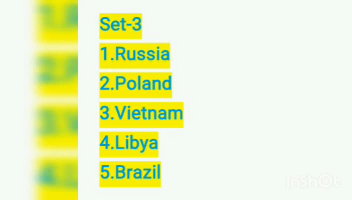 Set-3
1.Russia
2.Poland
3.Vietnam
4.Libya
5.Brazil